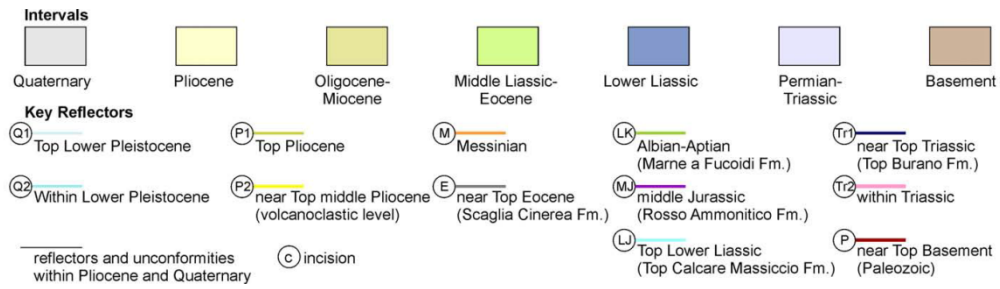 Intervals
Quaternary
Pliocene
Oligocene-
Miocene
Middle Liassic-
Eocene
Lower Liassic
Permian-
Triassic
Basement
Key Reflectors
Q1 Top Lower Pleistocene
P1 Top Pliocene
M Messinian
LK Albian-Aptian
(Marne a Fucoidi Fm.)
Tr1 near Top Triassic
(Top Burano Fm.)
Q2 Within Lower Pleistocene
P2 near Top middle Pliocene
(volcanoclastic level)
E near Top Eocene
(Scaglia Cinerea Fm.)
MJ middle Jurassic
(Rosso Ammonitico Fm.)
Tr2 within Triassic
reflectors and unconformities
within Pliocene and Quaternary
C incision
LJ Top Lower Liassic
(Top Calcare Massiccio Fm.)
P near Top Basement
(Paleozoic)